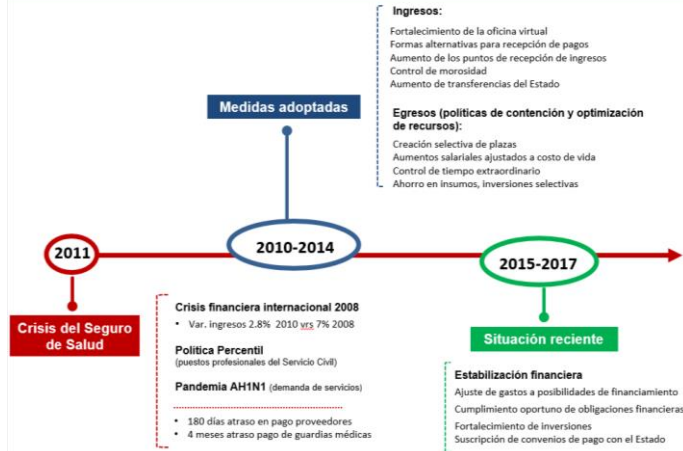 Ingresos:
Fortalecimiento de la oficina virtual
Formas alternativas para recepción de pagos
Aumento de los puntos de recepción de ingresos
Control de morosidad
Aumento de transferencias del Estado
Medidas adoptadas
Egresos (políticas de contención y optimización
de recursos):
Creación selectiva de plazas
Aumentos salariales ajustados a costo de vida
Control de tiempo extraordinario
Ahorro en insumos, inversiones selectivas
2011
2010-2014
2015-2017
Crisis del Seguro
de Salud
Crisis financiera internacional 2008
• Var. ingresos 2.8% 2010 vrs 7% 2008
Política Percentil
(puestos profesionales del Servicio Civil)
Pandemia AH1N1 (demanda de servicios)
• 180 días atraso en pago proveedores
• 4 meses atraso pago de guardias médicas
Situación reciente
Estabilización financiera
Ajuste de gastos a posibilidades de financiamiento
Cumplimiento oportuno de obligaciones financieras
Fortalecimiento de inversiones
Suscripción de convenios de pago con el Estado